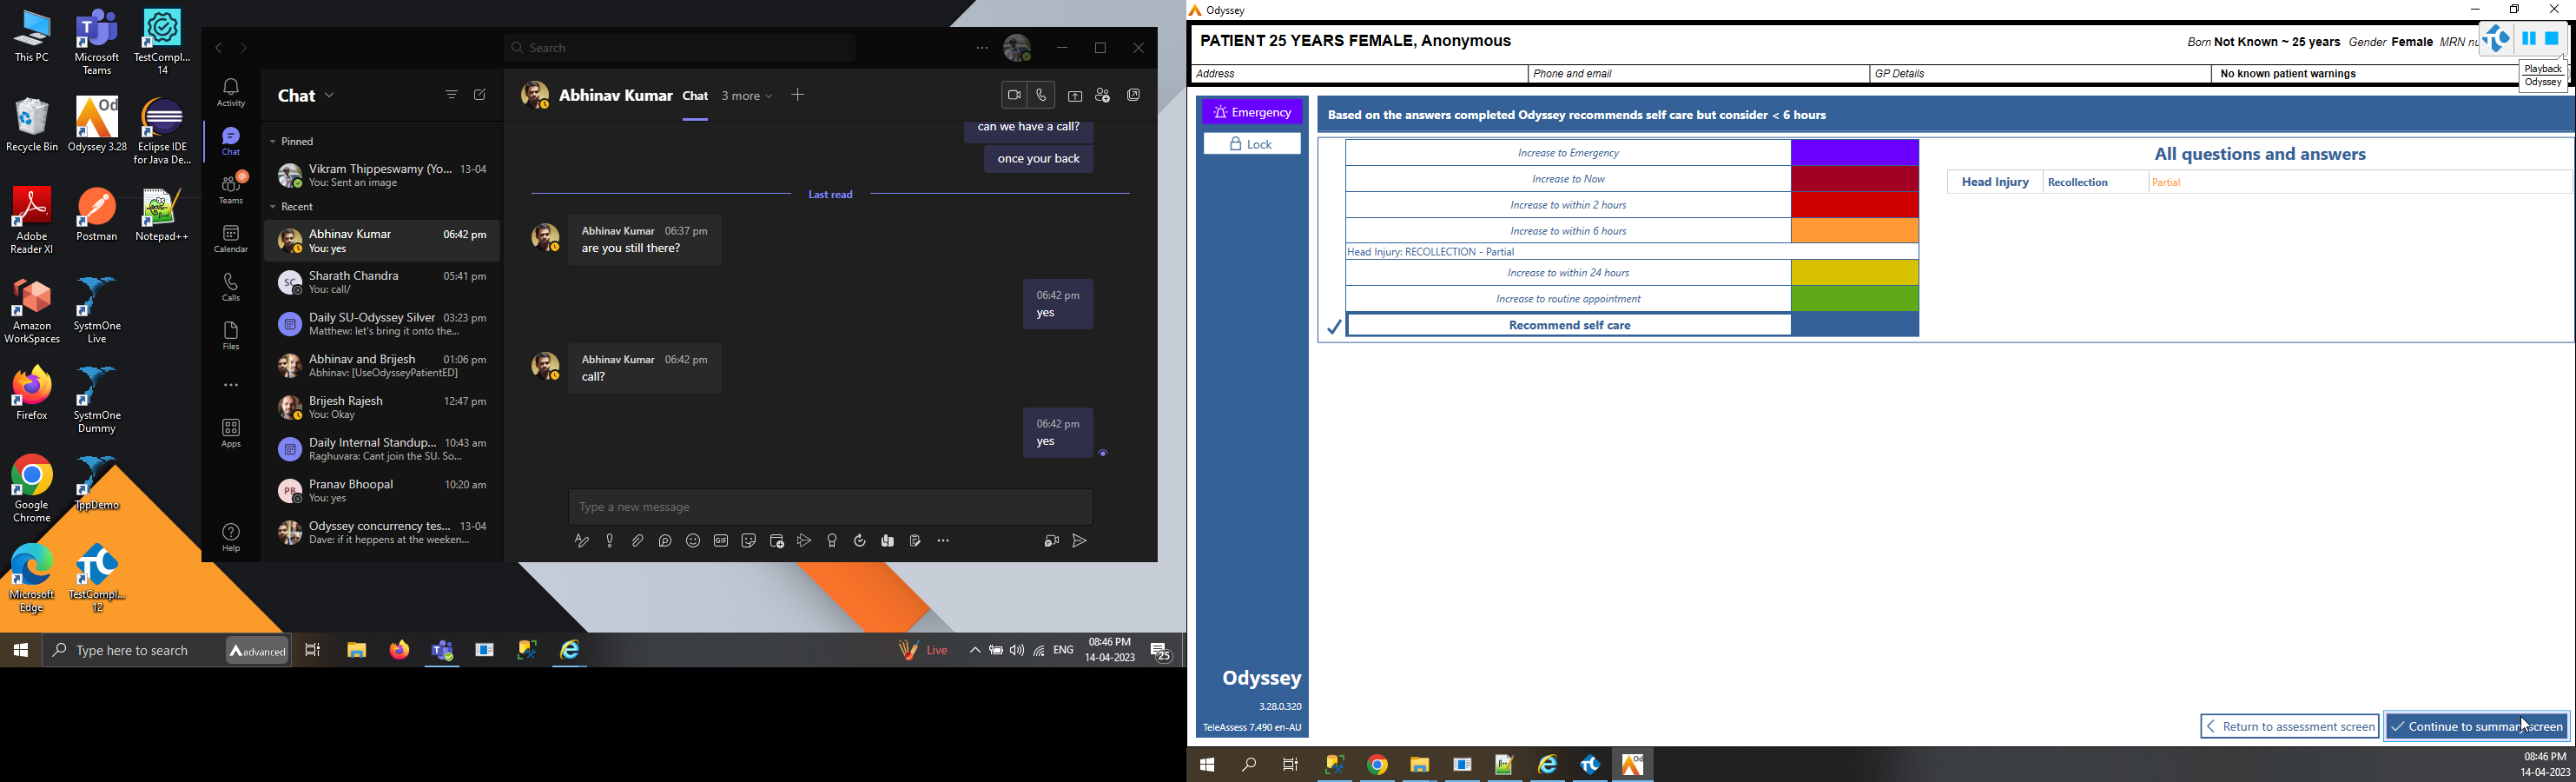 This PC
Microsoft
Teams
TestCompl...
14
Recycle Bin
Odyssey 3.28
Eclipse IDE
for Java De...
Adobe
Reader XI
Postman
Notepad++
Amazon
WorkSpaces
SystmOne
Live
Firefox
SystmOne
Dummy
Google
Chrome
TppDemo
Microsoft
Edge
TestCompl...
12
Search
Activity
Chat
Teams
Calendar
Calls
Files
Apps
Help
Chat
Pinned
Vikram Thippeswamy (Yo... 13-04
You: Sent an image
Recent
Abhinav Kumar 06:42 pm
You: yes
SC
Sharath Chandra 05:41 pm
You: call/
Daily SU-Odyssey Silver 03:23 pm
Matthew: let's bring it onto the...
Abhinav and Brijesh 01:06 pm
Abhinav: [UseOdysseyPatientED]
Brijesh Rajesh 12:47 pm
You: Okay
Daily Internal Standup... 10:43 am
Raghuvara: Cant join the SU. So...
PB
Pranav Bhoopal 10:20 am
You: yes
Odyssey concurrency tes... 13-04
Dave: if it heppens at the weeken...
Abhinav Kumar Chat 3 more
can we have a call?
once your back
Last read
Abhinav Kumar 06:37 pm
are you still there?
06:42 pm
yes
Abhinav Kumar 06:42 pm
call?
06:42 pm
yes
Type a new message
GIF
Type here to search
advanced
Live
ENG
08:46 PM
14-04-2023
25
Odyssey
PATIENT 25 YEARS FEMALE, Anonymous
Born Not Known ~ 25 years Gender Female MRN
Playback
Odyssey
Address
Phone and email
GP Details
No known patient warnings
Emergency
Lock
Based on the answers completed Odyssey recommends self care but consider < 6 hours
Increase to Emergency
Increase to Now
Increase to within 2 hours
Increase to within 6 hours
Head Injury: RECOLLECTION - Partial
Increase to within 24 hours
Increase to routine appointment
Recommend self care
All questions and answers
Head Injury Recollection Partial
Odyssey
3.28.0.320
TeleAssess 7.490 en-AU
Return to assessment screen
Continue to summary screen
Od
08:46 PM
14-04-2023